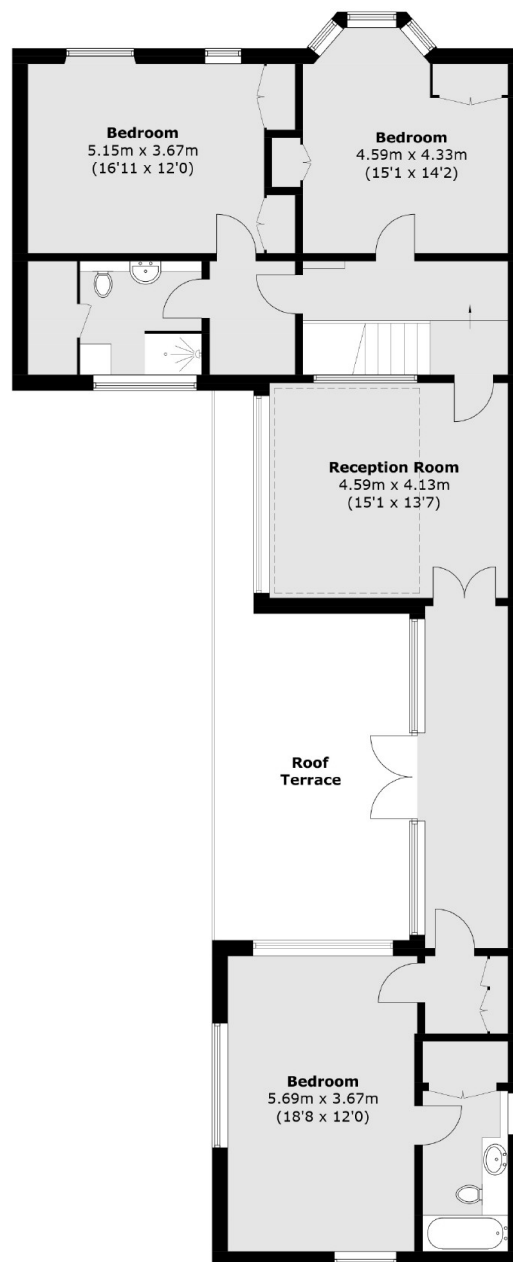 Bedroom
5.15m x 3.67m
(16'11 x 12'0)
Bedroom
4.59m x 4.33m
(15'1 x 14'2)
Reception Room
4.59m x 4.13m
(15'1 x 13'7)
Roof
Terrace
Bedroom
5.69m x 3.67m
(18'8 x 12'0)